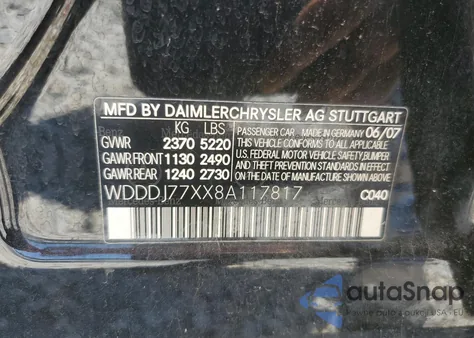 MFD BY DAIMLERCHRYSLER AG STUTTGART
KG LBS
GVWR 2370 5220
GAWR FRONT 1130 2490
GAWR REAR 1240 2730
PASSENGER CAR / MADE IN GERMANY 06/07
THIS VEHICLE CONFORMS TO ALL APPLICABLE
U.S. FEDERAL MOTOR VEHICLE SAFETY, BUMPER
AND THEFT PREVENTION STANDARDS IN EFFECT
ON THE DATE OF MANUFACTURE SHOWN ABOVE.
WDDDJ77XX8A117817
C040
autoSnap